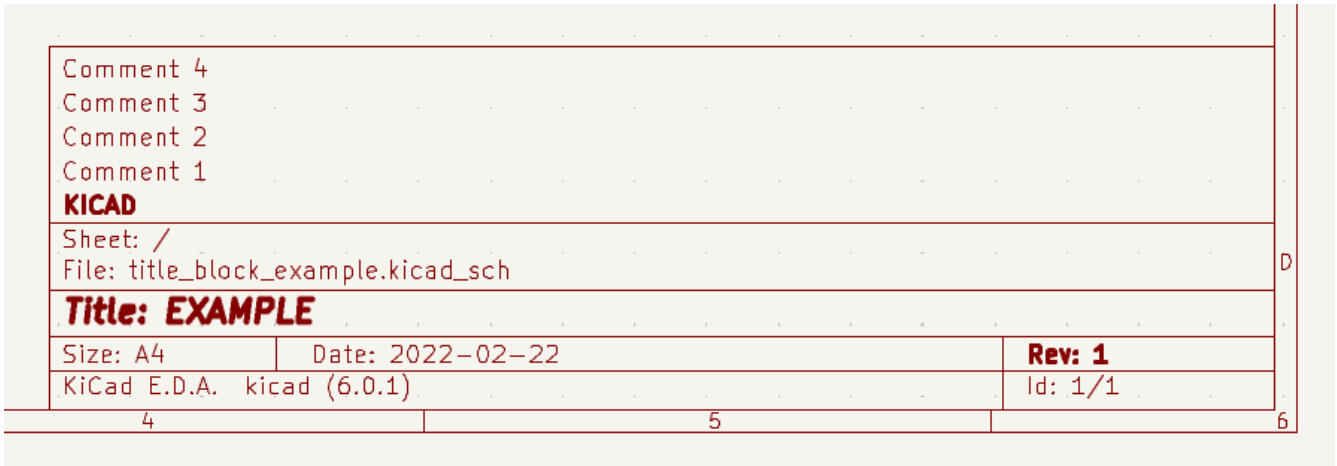 Comment 4
Comment 3
Comment 2
Comment 1
KICAD
Sheet: /
File: title_block_example.kicad_sch
D
Title: EXAMPLE
Size: A4 Date: 2022-02-22 Rev: 1
KiCad E.D.A. kicad (6.0.1) Id: 1/1
4 5 6